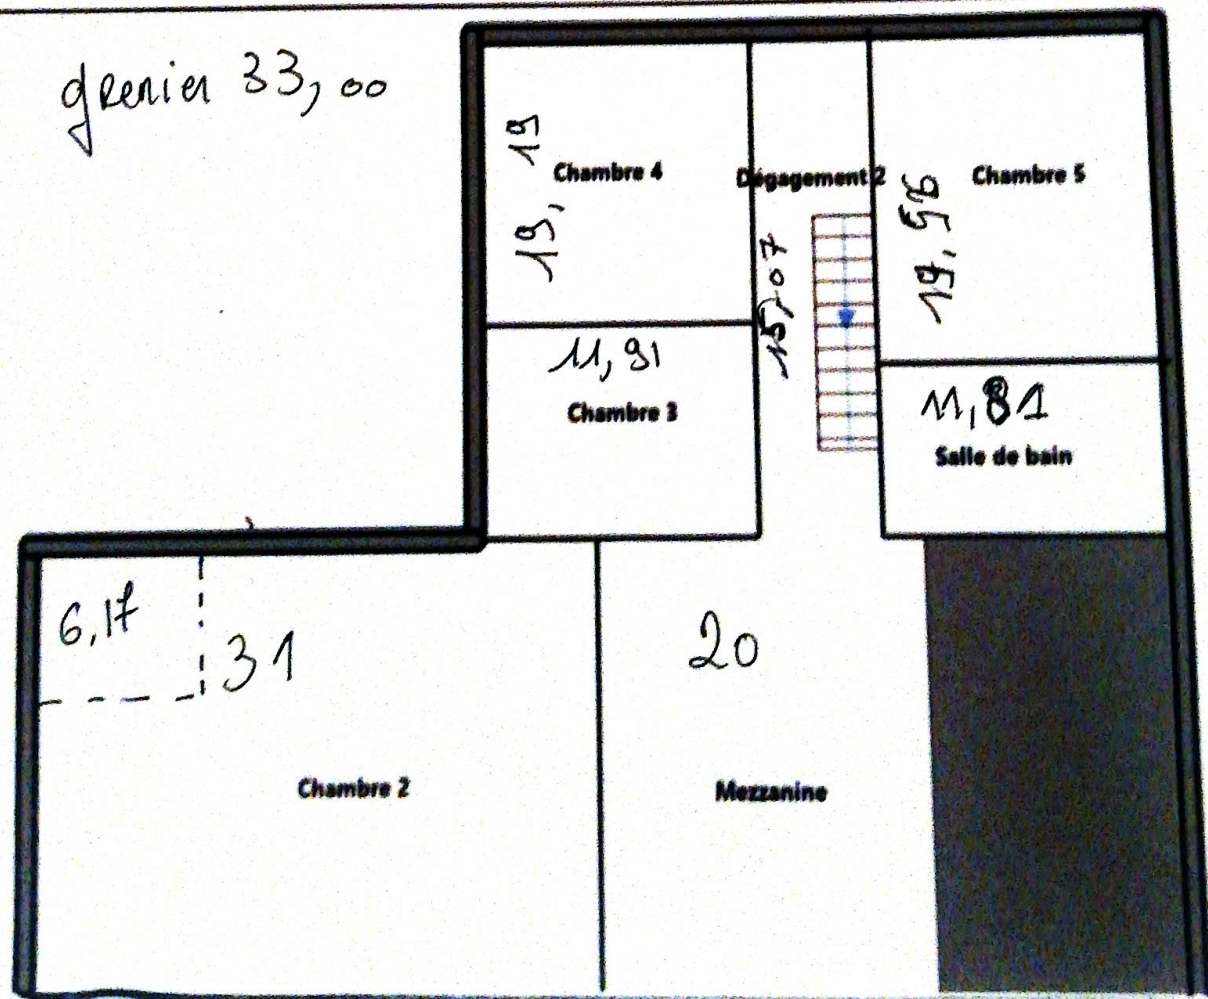 grenier 33,00
19,19
Chambre 4
Dégagement 2
15,07
19,56
Chambre 5
11,91
Chambre 3
11,81
Salle de bain
6,17
31
20
Chambre 2
Mezzanine